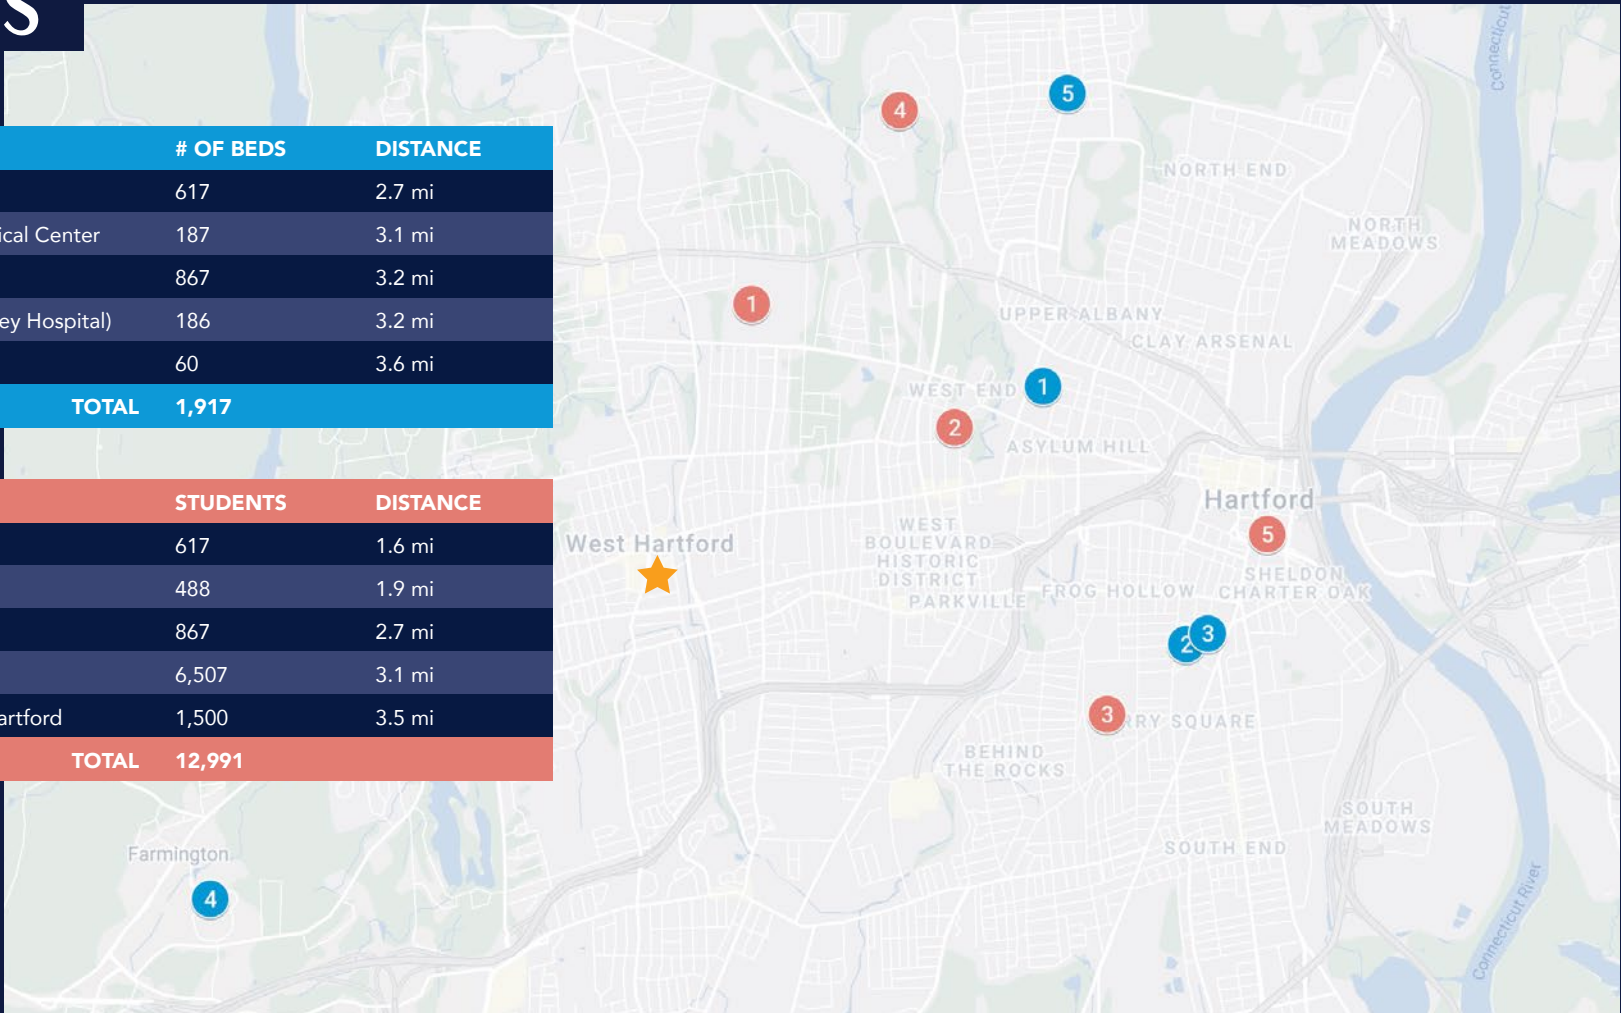 S
# OF BEDS DISTANCE
617 2.7 mi
ical Center 187 3.1 mi
867 3.2 mi
ey Hospital) 186 3.2 mi
60 3.6 mi
TOTAL 1,917
STUDENTS DISTANCE
617 1.6 mi
488 1.9 mi
867 2.7 mi
6,507 3.1 mi
artford 1,500 3.5 mi
TOTAL 12,991
Connecticut
5
4
NORTH END
NORTH
MEADOWS
1
UPPER ALBANY
CLAY ARSENAL
WEST END
1
2
ASYLUM HILL
Hartford
5
West Hartford
WEST
BOULEVARD
HISTORIC
DISTRICT
PARKVILLE
FROG HOLLOW
SHELDON
CHARTER OAK
2
3
3
RRY SQUARE
BEHIND
THE ROCKS
SOUTH
MEADOWS
SOUTH END
Farmington
4
Connecticut River